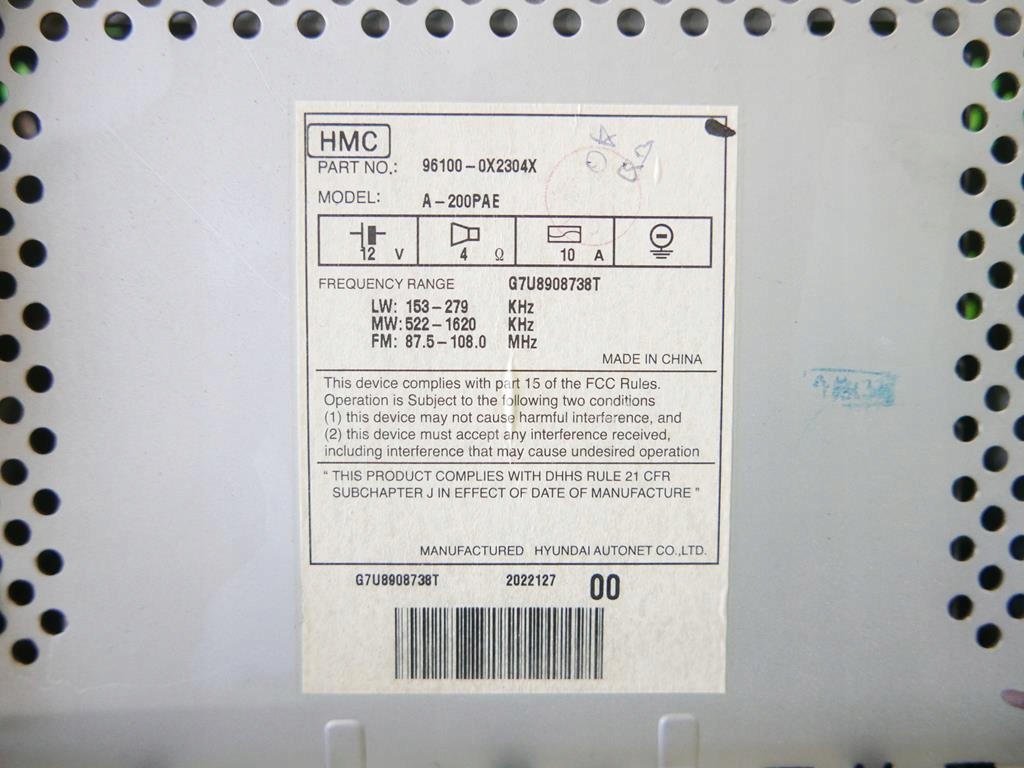 HMC
PART NO.: 96100-0X2304X
MODEL: A-200PAE
12 V 4 Ω 10 A
FREQUENCY RANGE G7U8908738T
LW: 153-279 KHz
MW: 522-1620 KHz
FM: 87.5-108.0 MHz
MADE IN CHINA
This device complies with part 15 of the FCC Rules.
Operation is Subject to the following two conditions
(1) this device may not cause harmful interference, and
(2) this device must accept any interference received,
including interference that may cause undesired operation
" THIS PRODUCT COMPLIES WITH DHHS RULE 21 CFR
SUBCHAPTER J IN EFFECT OF DATE OF MANUFACTURE "
MANUFACTURED HYUNDAI AUTONET CO.,LTD.
G7U8908738T 2022127 00